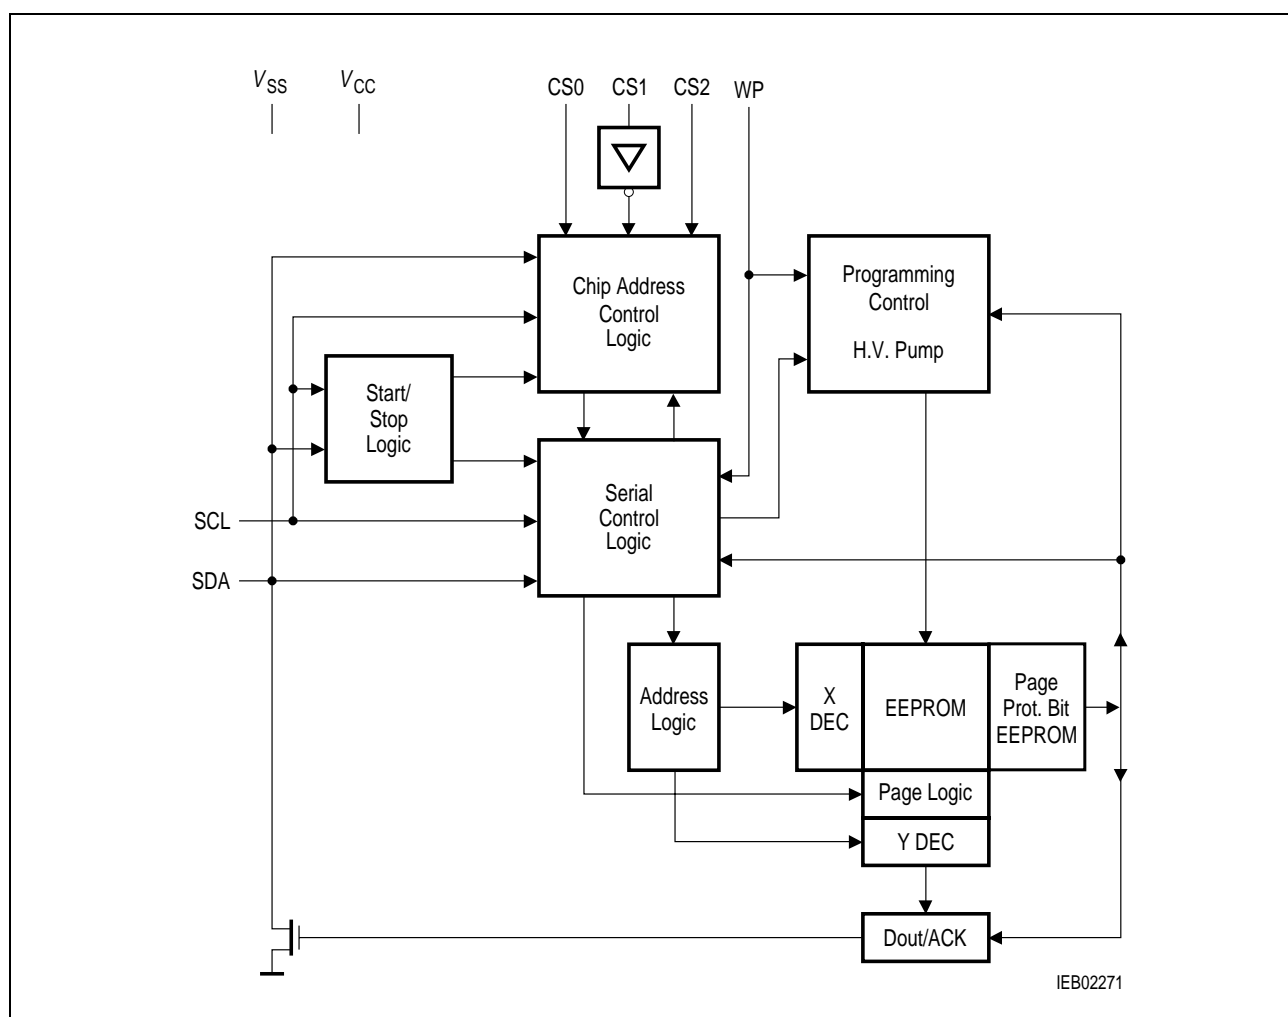 VSS
VCC
CS0
CS1
CS2
WP
Chip Address
Control
Logic
Programming
Control
H.V. Pump
Start/
Stop
Logic
Serial
Control
Logic
SCL
SDA
Address
Logic
X
DEC
EEPROM
Page
Prot. Bit
EEPROM
Page Logic
Y DEC
Dout/ACK
IEB02271